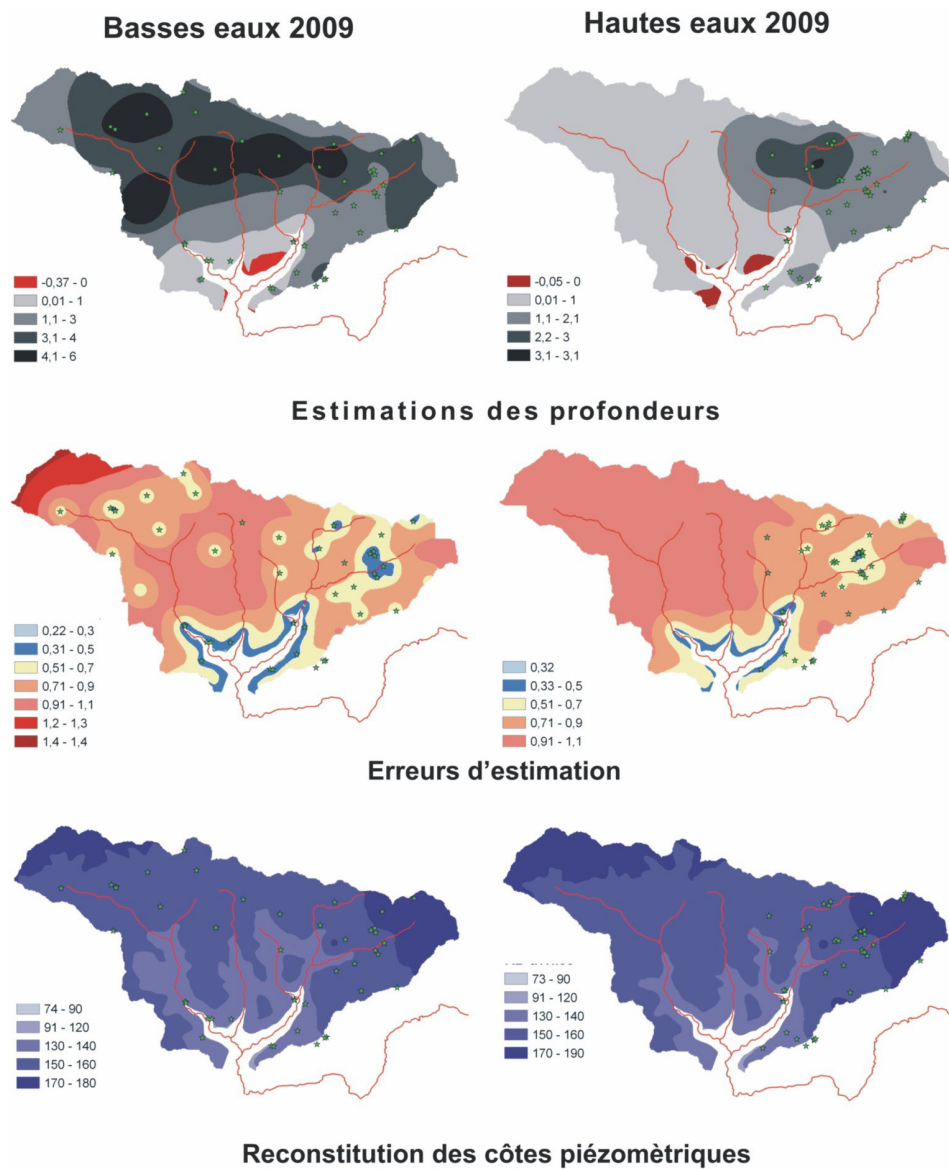 Basses eaux 2009
Hautes eaux 2009
-0,37 - 0
0,01 - 1
1,1 - 3
3,1 - 4
4,1 - 6
-0,05 - 0
0,01 - 1
1,1 - 2,1
2,2 - 3
3,1 - 3,1
Estimations des profondeurs
0,22 - 0,3
0,31 - 0,5
0,51 - 0,7
0,71 - 0,9
0,91 - 1,1
1,2 - 1,3
1,4 - 1,4
0,32
0,33 - 0,5
0,51 - 0,7
0,71 - 0,9
0,91 - 1,1
Erreurs d'estimation
74 - 90
91 - 120
130 - 140
150 - 160
170 - 180
73 - 90
91 - 120
130 - 140
150 - 160
170 - 190
Reconstitution des côtes piézomètriques